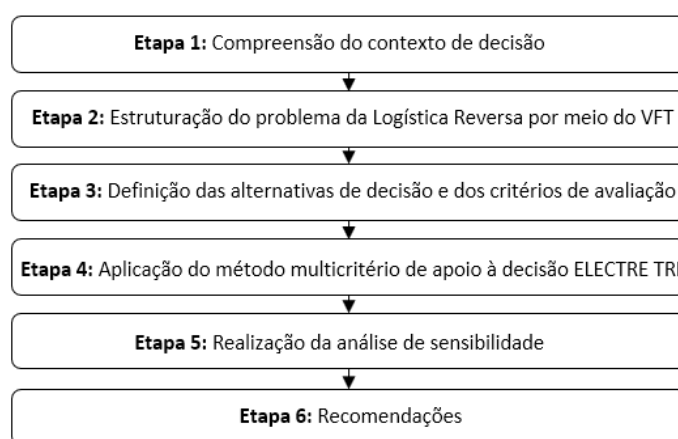 Etapa 1: Compreensão do contexto de decisão
Etapa 2: Estruturação do problema da Logística Reversa por meio do VFT
Etapa 3: Definição das alternativas de decisão e dos critérios de avaliação
Etapa 4: Aplicação do método multicritério de apoio à decisão ELECTRE
Etapa 5: Realização da análise de sensibilidade
Etapa 6: Recomendações